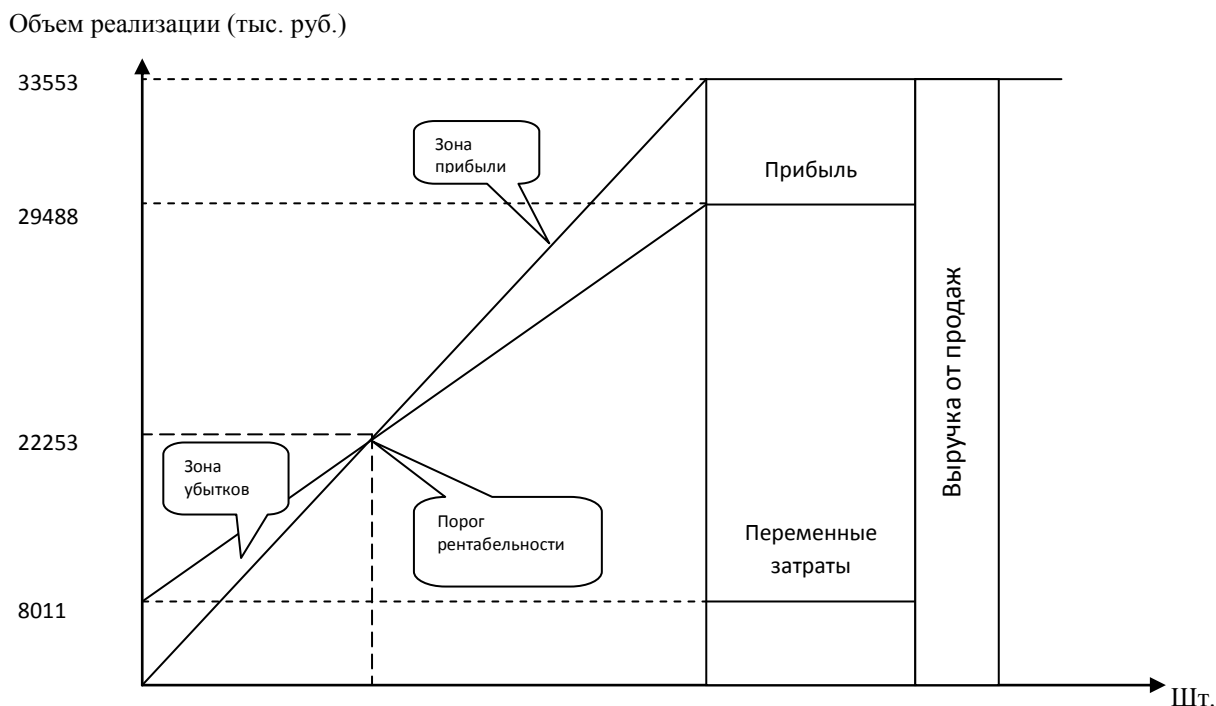 Объем реализации (тыс. руб.)
33553
Зона
прибыли
Прибыль
29488
Выручка от продаж
22253
Зона
убытков
Порог
рентабельности
Переменные
затраты
8011
Шт.